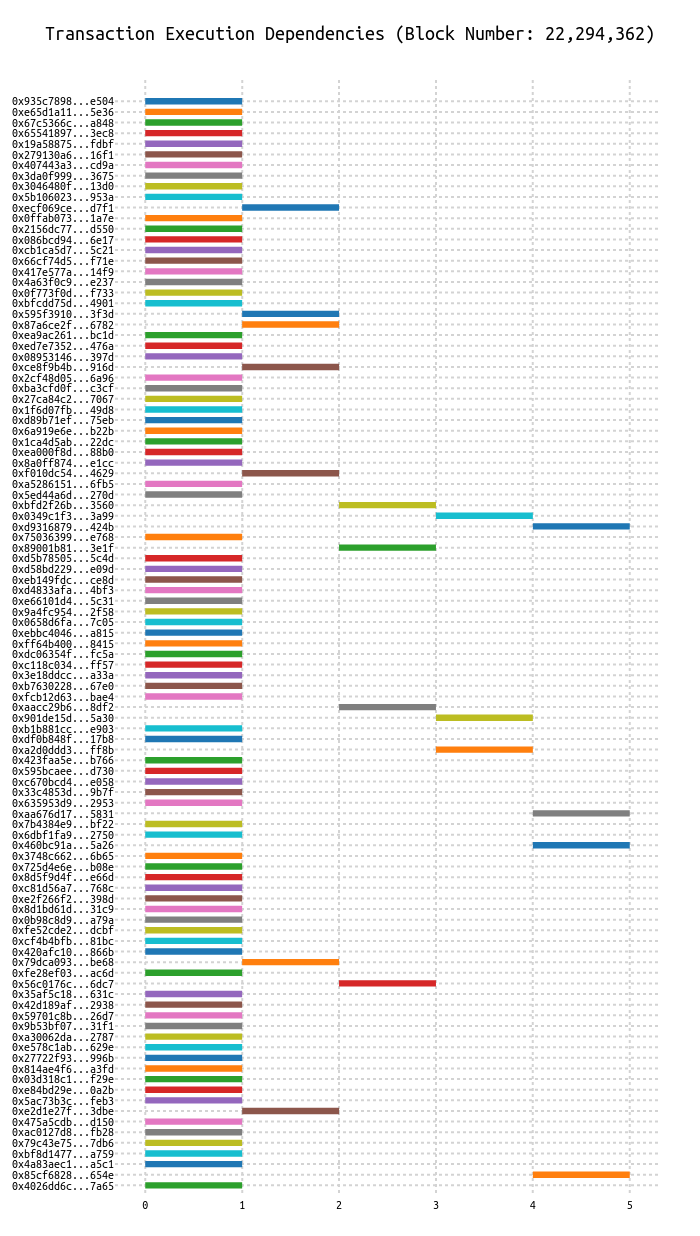 Transaction Execution Dependencies (Block Number: 22,294,362)
0x935c7898...e504
0xe65d1a11...5e36
0x67c5366c...a848
0x65541897...3ec8
0x19a58875...fdbf
0x279130a6...16f1
0x407443a3...cd9a
0x3da0f999...3675
0x3046480f...13d0
0x5b106023...953a
0xecf069ce...d7f1
0x0ffab073...1a7e
0x2156dc77...d550
0x086bcd94...6e17
0xcb1ca5d7...5c21
0x66cf74d5...f71e
0x417e577a...14f9
0x4a63f0c9...e237
0x0f773f0d...f733
0xbfcdd75d...4901
0x595f3910...3f3d
0x87a6ce2f...6782
0xea9ac261...bc1d
0xed7e7352...476a
0x08953146...397d
0xce8f9b4b...916d
0x2cf48d05...6a96
0xba3cfd0f...c3cf
0x27ca84c2...7067
0x1f6d07fb...49d8
0xd89b71ef...75eb
0x6a919e6e...b22b
0x1ca4d5ab...22dc
0xea000f8d...88b0
0x8a0ff874...e1cc
0xf010dc54...4629
0xa5286151...6fb5
0x5ed44a6d...270d
0xbfd2f26b...3560
0x0349c1f3...3a99
0xd9316879...424b
0x75036399...e768
0x89001b81...3e1f
0xd5b78505...5c4d
0xd58bd229...e09d
0xeb149fdc...ce8d
0xd4833afa...4bf3
0xe66101d4...5c31
0x9a4fc954...2f58
0x0658d6fa...7c05
0xebbc4046...a815
0xff64b400...8415
0xdc06354f...fc5a
0xc118c034...ff57
0x3e18ddcc...a33a
0xb7630228...67e0
0xfcb12d63...bae4
0xaacc29b6...8df2
0x901de15d...5a30
0xb1b881cc...e903
0xdf0b848f...17b8
0xa2d0ddd3...ff8b
0x423faa5e...b766
0x595bcaee...d730
0xc670bcd4...e058
0x33c4853d...9b7f
0x635953d9...2953
0xaa676d17...5831
0x7b4384e9...bf22
0x6dbf1fa9...2750
0x460bc91a...5a26
0x3748c662...6b65
0x725d4e6e...b08e
0x8d5f9d4f...e66d
0xc81d56a7...768c
0xe2f266f2...398d
0x8d1bd61d...31c9
0x0b98c8d9...a79a
0xfe52cde2...dcbf
0xcf4b4bfb...81bc
0x420afc10...866b
0x79dca093...be68
0xfe28ef03...ac6d
0x56c0176c...6dc7
0x35af5c18...631c
0x42d189af...2938
0x59701c8b...26d7
0x9b53bf07...31f1
0xa30062da...2787
0xe578c1ab...629e
0x27722f93...996b
0x814ae4f6...a3fd
0x03d318c1...f29e
0xe84bd29e...0a2b
0x5ac73b3c...feb3
0xe2d1e27f...3dbe
0x475a5cdb...d150
0xac0127d8...fb28
0x79c43e75...7db6
0xbf8d1477...a759
0x4a83aec1...a5c1
0x85cf6828...654e
0x4026dd6c...7a65
0 1 2 3 4 5